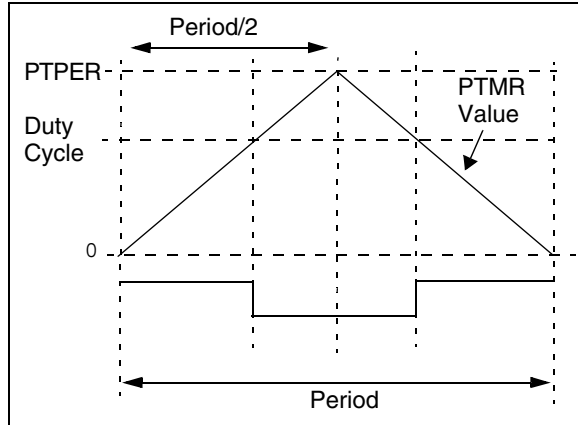 Period/2
PTPER
PTMR
Value
Duty
Cycle
0
Period